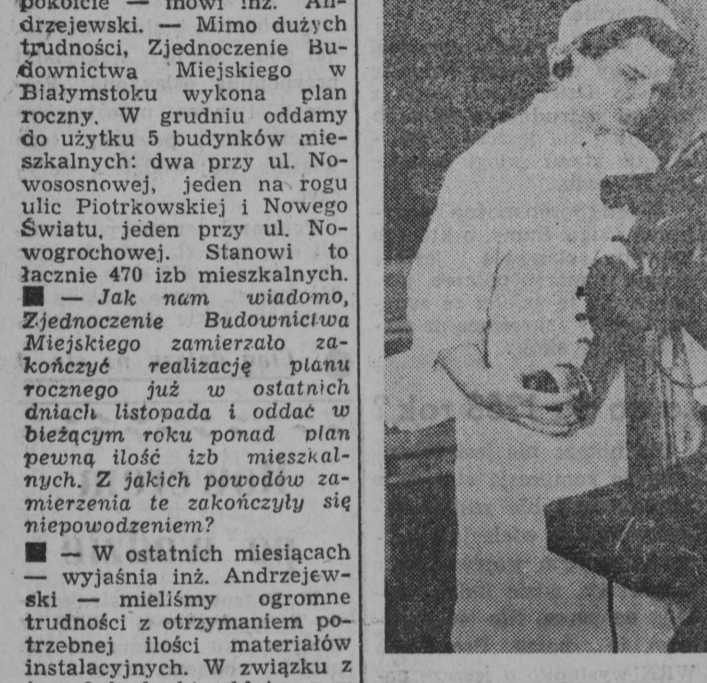 pokoicie — mówi inż. An-
drzejewski. — Mimo dużych
trudności, Zjednoczenie Bu-
downictwa Miejskiego w
Białymstoku wykona plan
roczny. W grudniu oddamy
do użytku 5 budynków mie-
szkalnych: dwa przy ul. No-
wososnowej, jeden na rogu
ulic Piotrkowskiej i Nowego
Światu, jeden przy ul. No-
wogrochowej. Stanowi to
łącznie 470 izb mieszkalnych.
■ — Jak nam wiadomo,
Zjednoczenie Budownictwa
Miejskiego zamierzało za-
kończyć realizację planu
rocznego już w ostatnich
dniach listopada i oddać w
bieżącym roku ponad plan
pewną ilość izb mieszkal-
nych. Z jakich powodów za-
mierzenia te zakończyły się
niepowodzeniem?
■ — W ostatnich miesiącach
— wyjaśnia inż. Andrzejew-
ski — mieliśmy ogromne
trudności z otrzymaniem po-
trzebnej ilości materiałów
instalacyjnych. W związku z